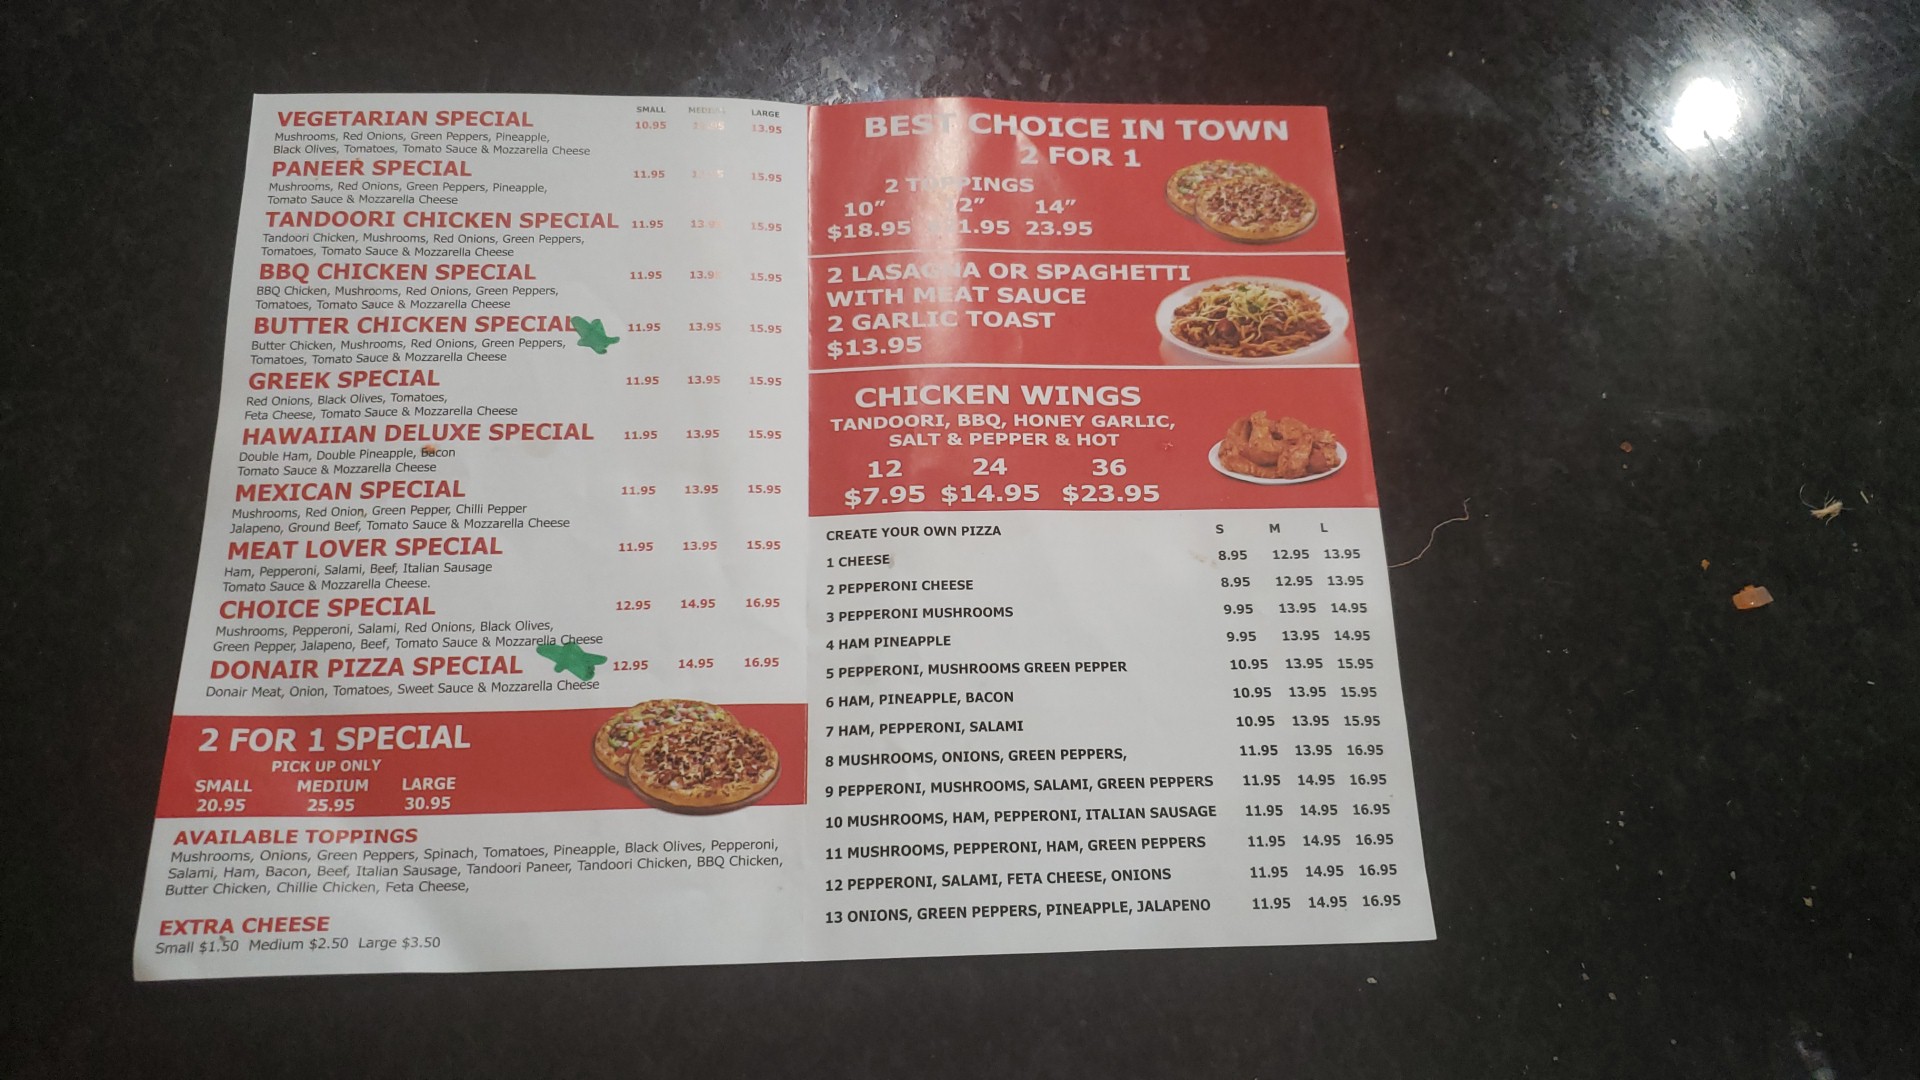 SMALL LARGE
VEGETARIAN SPECIAL 10.95 13.95
Mushrooms, Red Onions, Green Peppers, Pineapple,
Black Olives, Tomatoes, Tomato Sauce & Mozzarella Cheese
PANEER SPECIAL 11.95 15.95
Mushrooms, Red Onions, Green Peppers, Pineapple,
Tomato Sauce & Mozzarella Cheese
TANDOORI CHICKEN SPECIAL 11.95 15.95
Tandoori Chicken, Mushrooms, Red Onions, Green Peppers,
Tomatoes, Tomato Sauce & Mozzarella Cheese
BBQ CHICKEN SPECIAL 11.95 15.95
BBQ Chicken, Mushrooms, Red Onions, Green Peppers,
Tomatoes, Tomato Sauce & Mozzarella Cheese
BUTTER CHICKEN SPECIAL 11.95 13.95 15.95
Butter Chicken, Mushrooms, Red Onions, Green Peppers,
Tomatoes, Tomato Sauce & Mozzarella Cheese
GREEK SPECIAL 11.95 13.95 15.95
Red Onions, Black Olives, Tomatoes,
Feta Cheese, Tomato Sauce & Mozzarella Cheese
HAWAIIAN DELUXE SPECIAL 11.95 13.95 15.95
Double Ham, Double Pineapple, Bacon
Tomato Sauce & Mozzarella Cheese
MEXICAN SPECIAL 11.95 13.95 15.95
Mushrooms, Red Onion, Green Pepper, Chilli Pepper
Jalapeno, Ground Beef, Tomato Sauce & Mozzarella Cheese
MEAT LOVER SPECIAL 11.95 13.95 15.95
Ham, Pepperoni, Salami, Beef, Italian Sausage
Tomato Sauce & Mozzarella Cheese.
CHOICE SPECIAL 12.95 14.95 16.95
Mushrooms, Pepperoni, Salami, Red Onions, Black Olives,
Green Pepper, Jalapeno, Beef, Tomato Sauce & Mozzarella Cheese
DONAIR PIZZA SPECIAL 12.95 14.95 16.95
Donair Meat, Onion, Tomatoes, Sweet Sauce & Mozzarella Cheese
2 FOR 1 SPECIAL
PICK UP ONLY
SMALL MEDIUM LARGE
20.95 25.95 30.95
AVAILABLE TOPPINGS
Mushrooms, Onions, Green Peppers, Spinach, Tomatoes, Pineapple, Black Olives, Pepperoni,
Salami, Ham, Bacon, Beef, Italian Sausage, Tandoori Paneer, Tandoori Chicken, BBQ Chicken,
Butter Chicken, Chillie Chicken, Feta Cheese,
EXTRA CHEESE
Small $1.50 Medium $2.50 Large $3.50
BEST CHOICE IN TOWN
2 FOR 1
2 TOPPINGS
10" 14"
$18.95 23.95
2 LASAGNA OR SPAGHETTI
WITH MEAT SAUCE
2 GARLIC TOAST
$13.95
CHICKEN WINGS
TANDOORI, BBQ, HONEY GARLIC,
SALT & PEPPER & HOT
12 24 36
$7.95 $14.95 $23.95
CREATE YOUR OWN PIZZA S M L
1 CHEESE 8.95 12.95 13.95
2 PEPPERONI CHEESE 8.95 12.95 13.95
3 PEPPERONI MUSHROOMS 9.95 13.95 14.95
4 HAM PINEAPPLE 9.95 13.95 14.95
5 PEPPERONI, MUSHROOMS GREEN PEPPER 10.95 13.95 15.95
6 HAM, PINEAPPLE, BACON 10.95 13.95 15.95
7 HAM, PEPPERONI, SALAMI 10.95 13.95 15.95
8 MUSHROOMS, ONIONS, GREEN PEPPERS, 11.95 13.95 16.95
9 PEPPERONI, MUSHROOMS, SALAMI, GREEN PEPPERS 11.95 14.95 16.95
10 MUSHROOMS, HAM, PEPPERONI, ITALIAN SAUSAGE 11.95 14.95 16.95
11 MUSHROOMS, PEPPERONI, HAM, GREEN PEPPERS 11.95 14.95 16.95
12 PEPPERONI, SALAMI, FETA CHEESE, ONIONS 11.95 14.95 16.95
13 ONIONS, GREEN PEPPERS, PINEAPPLE, JALAPENO 11.95 14.95 16.95